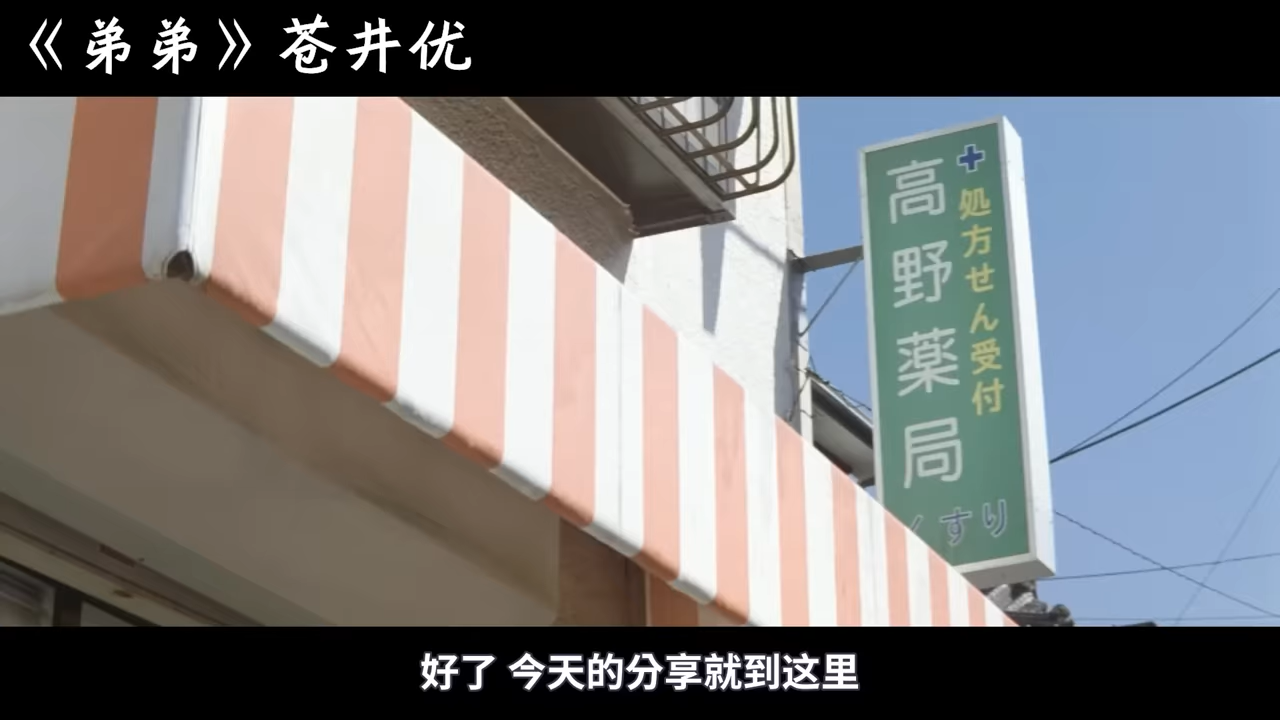 《弟弟》苍井优
高野薬局
処方せん受付
くすり
好了 今天的分享就到这里